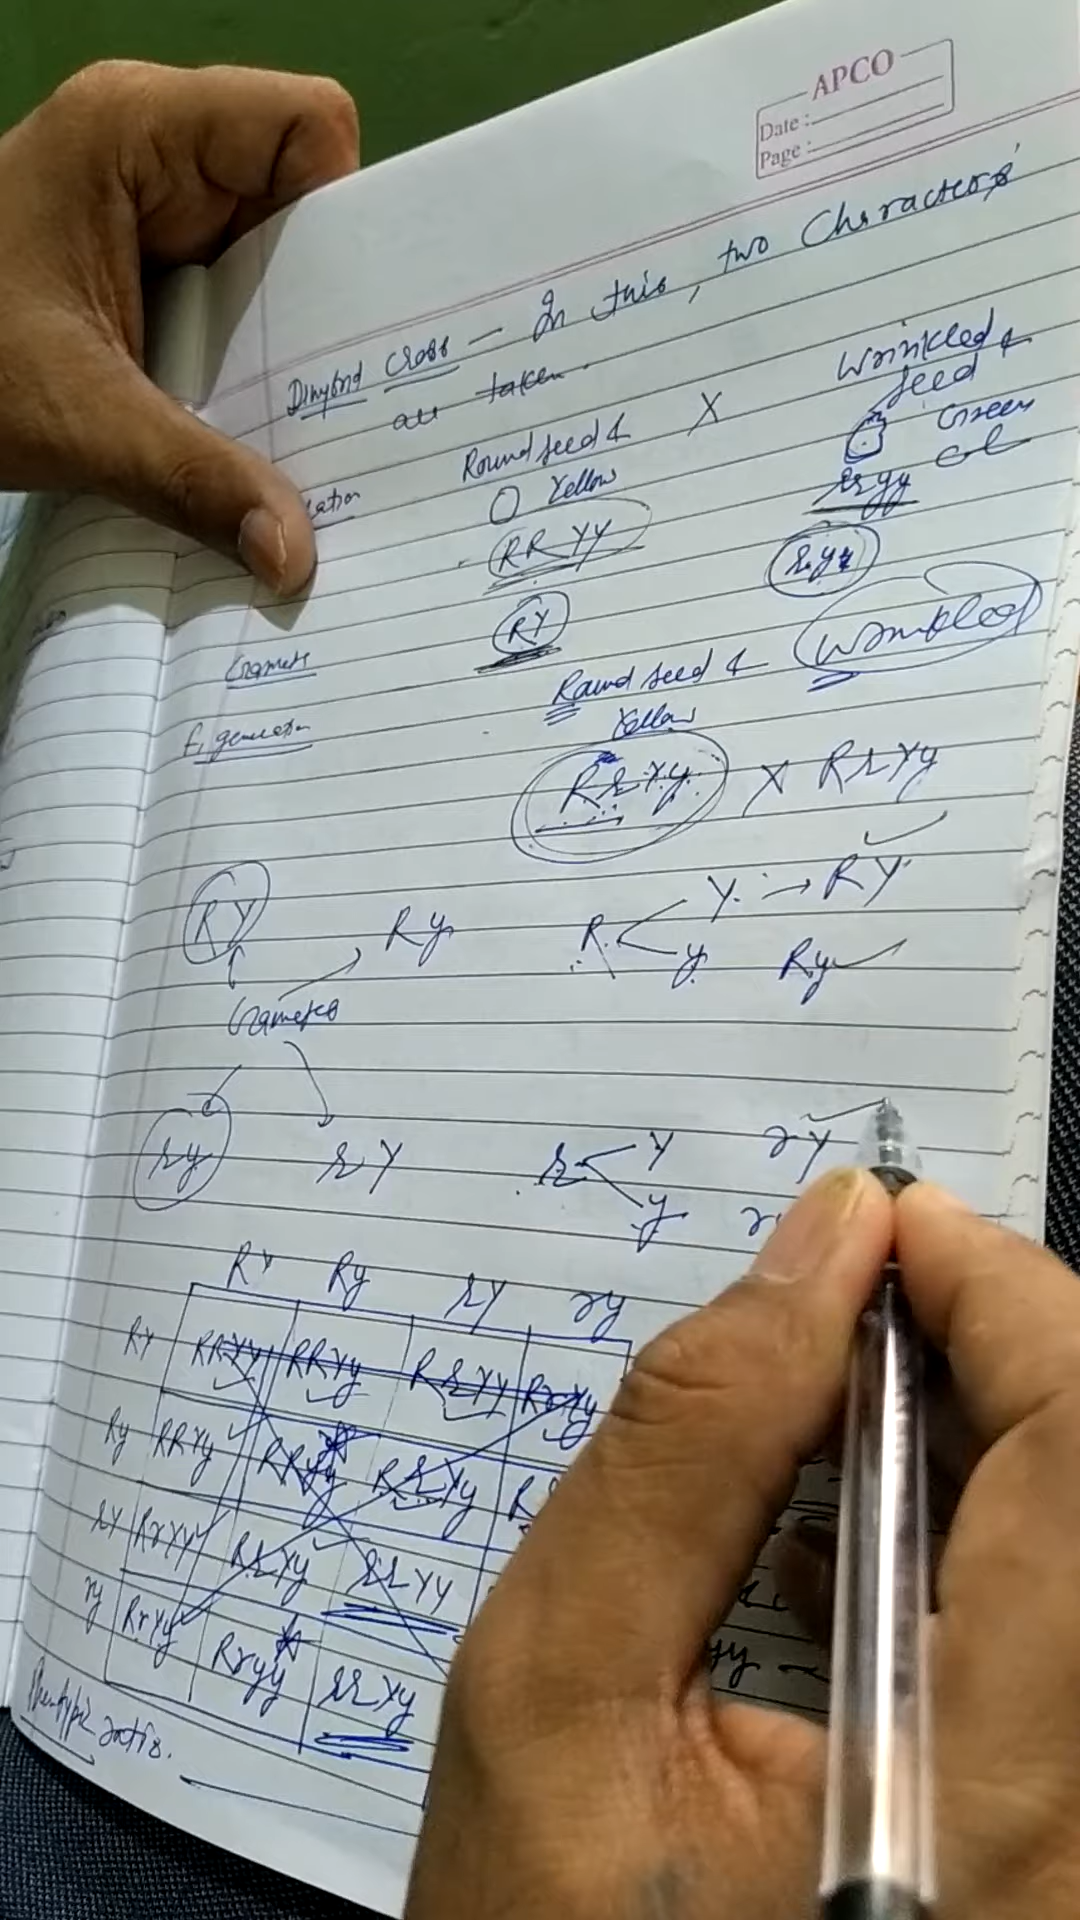 APCO
Date :
Page :
Dihybrid Cross — In this, two Characters
are taken.
Round seed & X Wrinkled &
seed
Yellow Green
RRYY rryy
RY ry
Gamete
Round seed & Wrinkled
F1 generation Yellow
RrYy X RrYy
RY Ry R Y → RY
y Ry
Gametes
ry rY r Y rY
y
RY Ry rY ry
RY RRYY RRYy RrYY RrYy
Ry RRYy RRyy RrYy
rY RrYY RrYy rrYY
ry RrYy Rryy rrYy
yy
Phenotypic ratio.